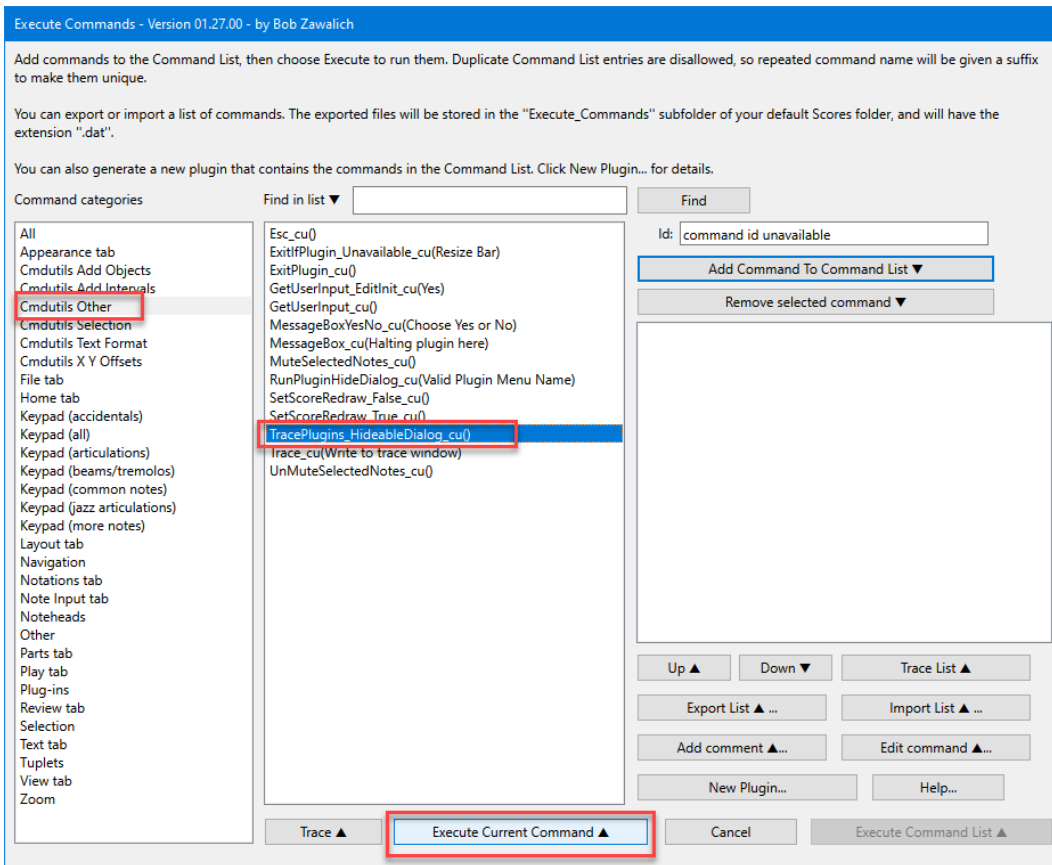 Execute Commands - Version 01.27.00 - by Bob Zawalich
Add commands to the Command List, then choose Execute to run them. Duplicate Command List entries are disallowed, so repeated command name will be given a suffix
to make them unique.
You can export or import a list of commands. The exported files will be stored in the "Execute_Commands" subfolder of your default Scores folder, and will have the
extension ".dat".
You can also generate a new plugin that contains the commands in the Command List. Click New Plugin... for details.
Command categories
All
Appearance tab
Cmdutils Add Objects
Cmdutils Add Intervals
Cmdutils Other
Cmdutils Selection
Cmdutils Text Format
Cmdutils X Y Offsets
File tab
Home tab
Keypad (accidentals)
Keypad (all)
Keypad (articulations)
Keypad (beams/tremolos)
Keypad (common notes)
Keypad (jazz articulations)
Keypad (more notes)
Layout tab
Navigation
Notations tab
Note Input tab
Noteheads
Other
Parts tab
Play tab
Plug-ins
Review tab
Selection
Text tab
Tuplets
View tab
Zoom
Find in list ▼
Esc_cu()
ExitIfPlugin_Unavailable_cu(Resize Bar)
ExitPlugin_cu()
GetUserInput_EditInit_cu(Yes)
GetUserInput_cu()
MessageBoxYesNo_cu(Choose Yes or No)
MessageBox_cu(Halting plugin here)
MuteSelectedNotes_cu()
RunPluginHideDialog_cu(Valid Plugin Menu Name)
SetScoreRedraw_False_cu()
SetScoreRedraw_True_cu()
TracePlugins_HideableDialog_cu()
Trace_cu(Write to trace window)
UnMuteSelectedNotes_cu()
Find
Id: command id unavailable
Add Command To Command List ▼
Remove selected command ▼
Up ▲ Down ▼ Trace List ▲
Export List ▲ ... Import List ▲ ...
Add comment ▲... Edit command ▲...
New Plugin... Help...
Trace ▲ Execute Current Command ▲ Cancel Execute Command List ▲